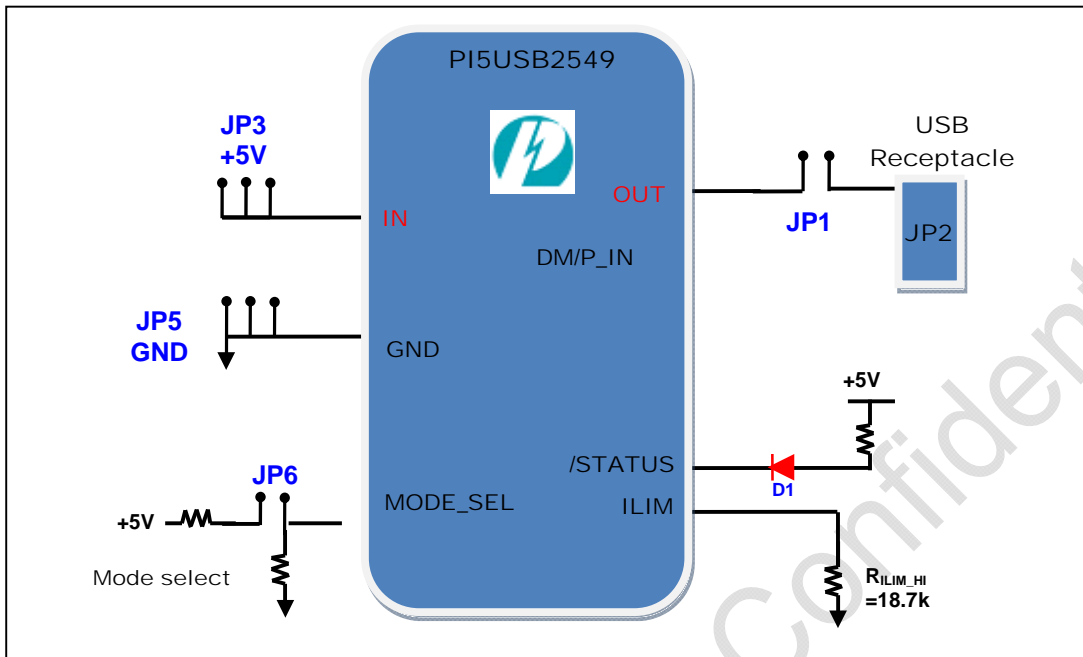 PI5USB2549
JP3
+5V
IN
JP5
GND
GND
JP6
+5V
MODE_SEL
Mode select
OUT
DM/P_IN
JP1
USB
Receptacle
JP2
+5V
/STATUS
D1
ILIM
RILIM_HI
=18.7k
Confident